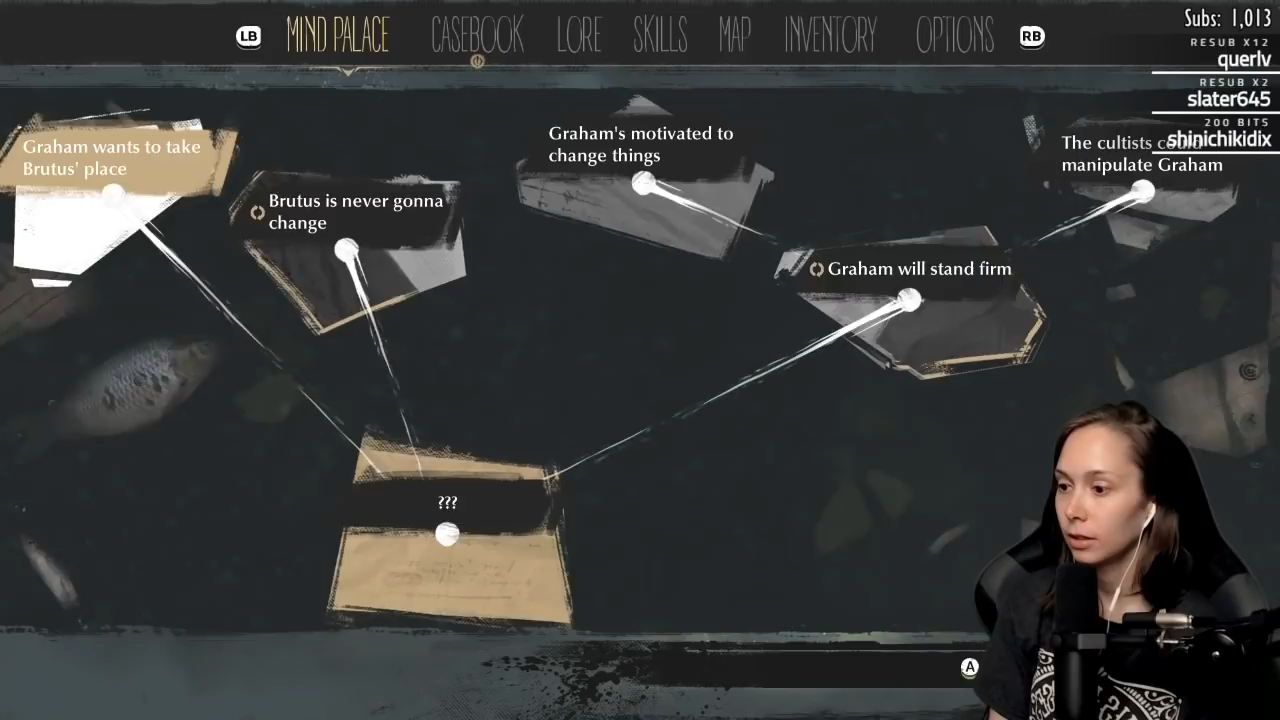 LB
MIND PALACE
CASEBOOK
LORE
SKILLS
MAP
INVENTORY
OPTIONS
RB
Subs: 1,013
RESUB X12
querlv
RESUB X2
slater645
200 BITS
shinichikidix
Graham wants to take
Brutus' place
Brutus is never gonna
change
Graham's motivated to
change things
The cultists could
manipulate Graham
Graham will stand firm
???
A